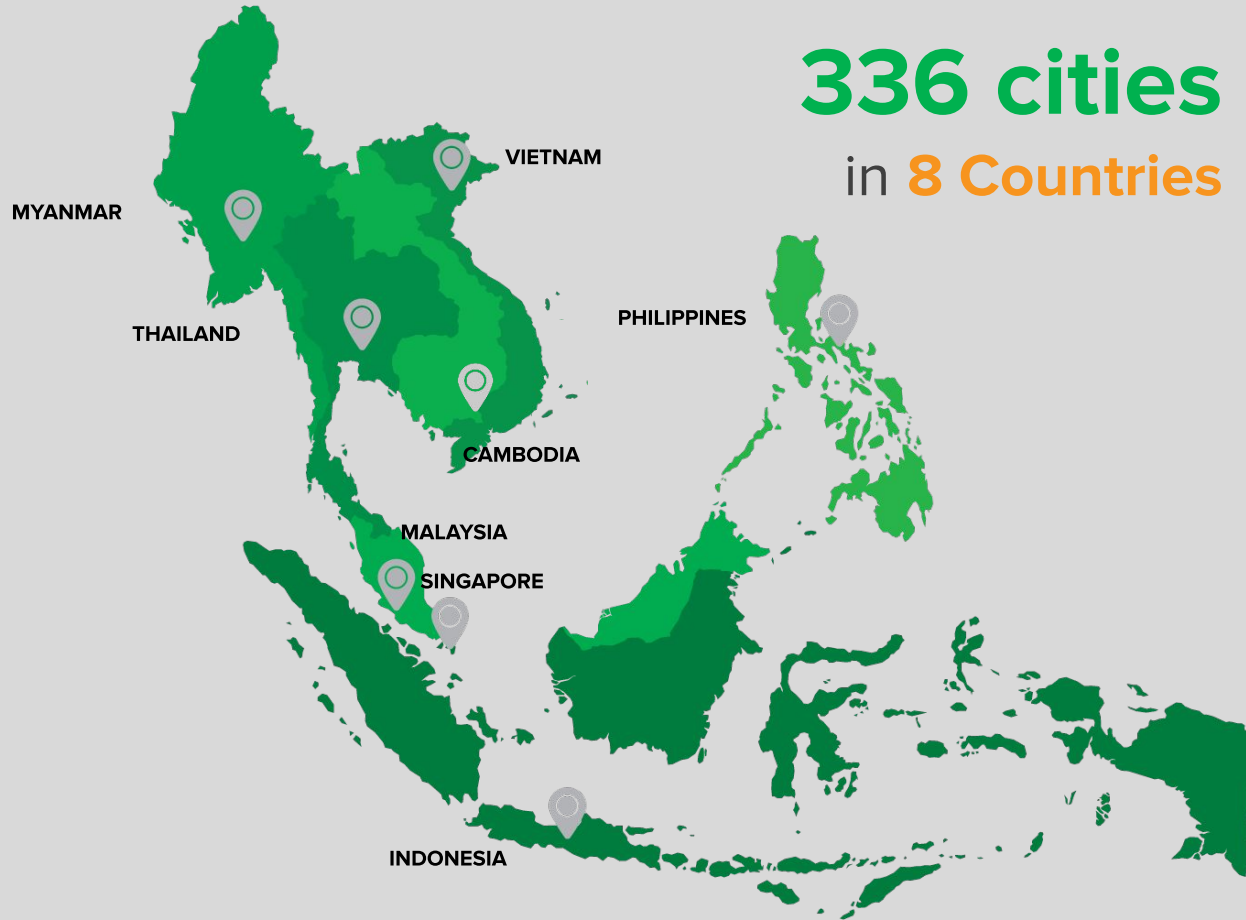 336 cities
in 8 Countries
VIETNAM
MYANMAR
PHILIPPINES
THAILAND
CAMBODIA
MALAYSIA
SINGAPORE
INDONESIA